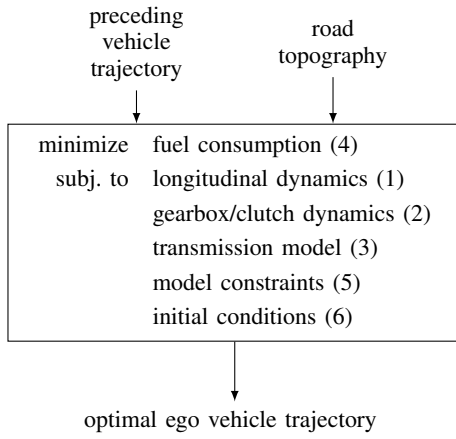 preceding
vehicle
trajectory
road
topography
minimize fuel consumption (4)
subj. to longitudinal dynamics (1)
gearbox/clutch dynamics (2)
transmission model (3)
model constraints (5)
initial conditions (6)
optimal ego vehicle trajectory